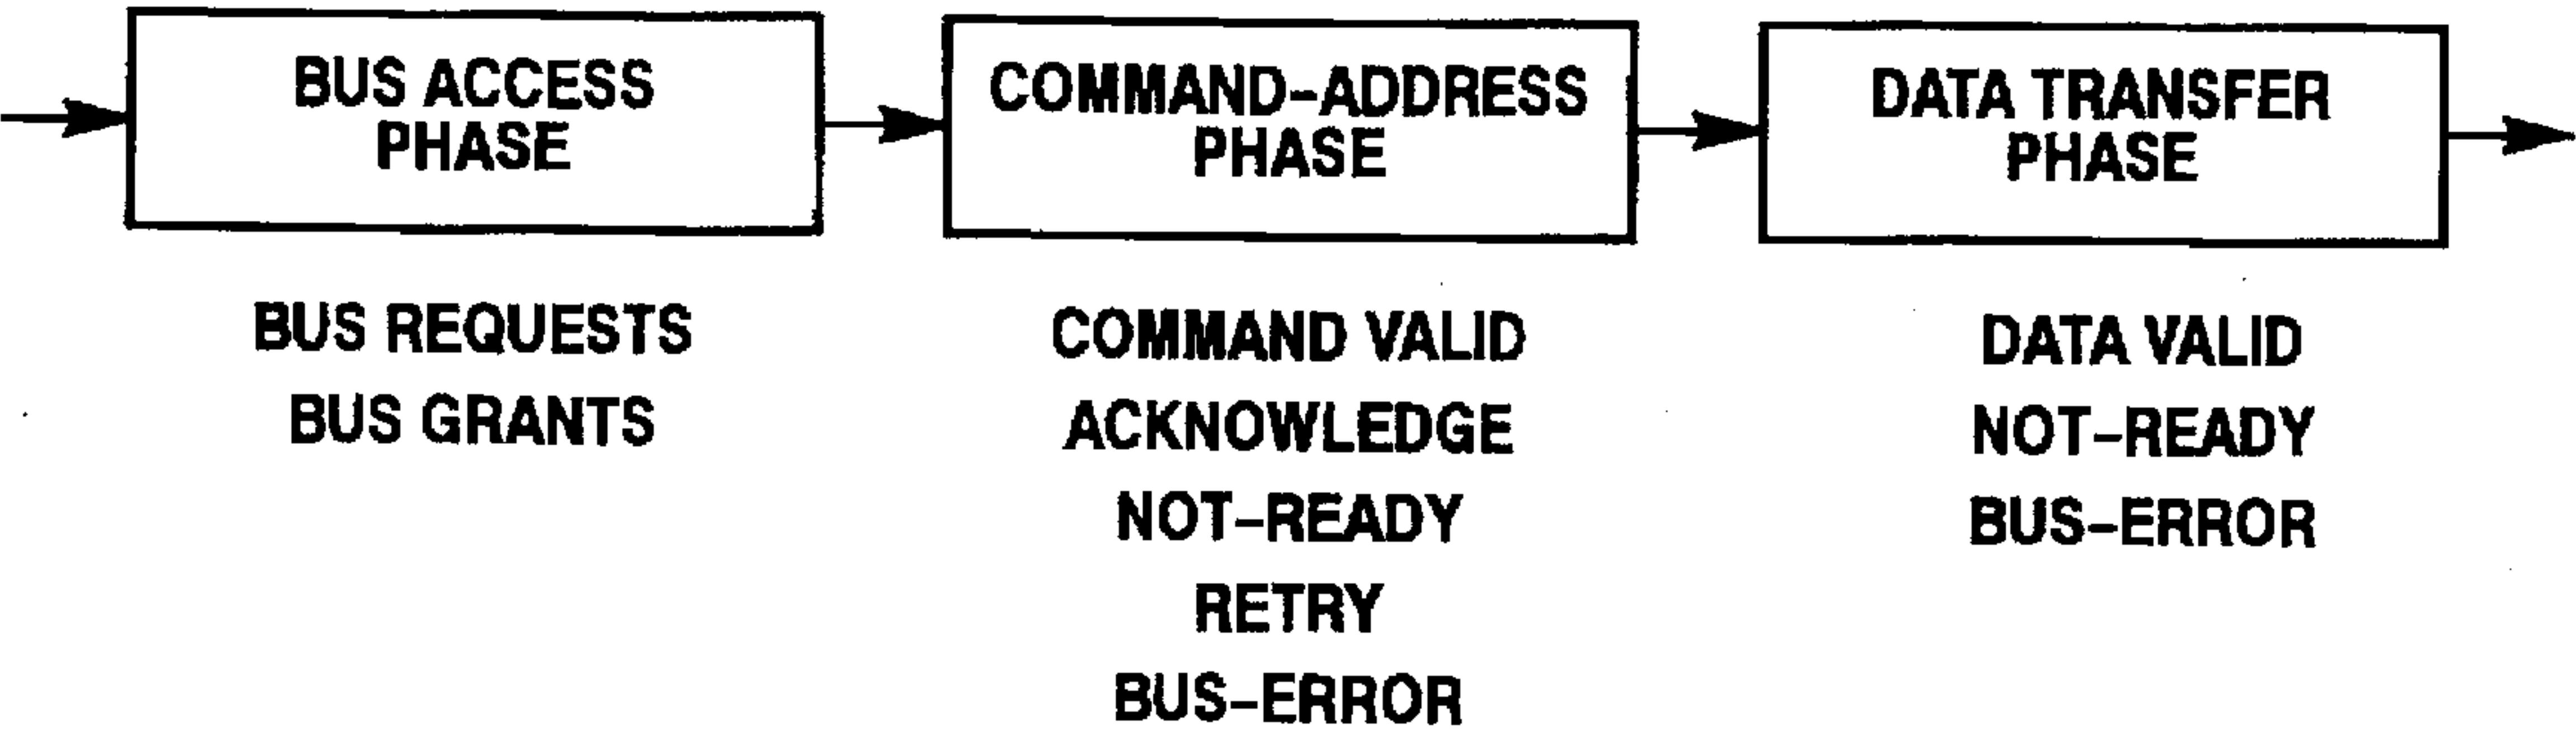 BUS ACCESS
PHASE
COMMAND-ADDRESS
PHASE
DATA TRANSFER
PHASE
BUS REQUESTS
BUS GRANTS
COMMAND VALID
ACKNOWLEDGE
NOT-READY
RETRY
BUS-ERROR
DATA VALID
NOT-READY
BUS-ERROR